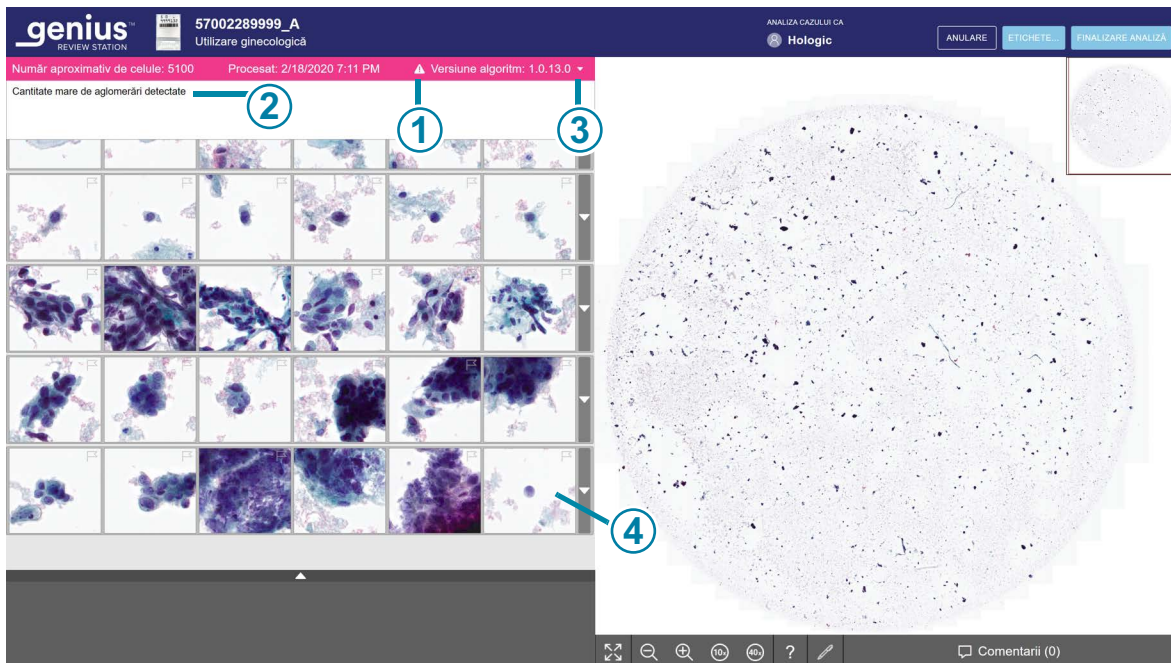 genius™
REVIEW STATION
57002289999_A
Utilizare ginecologică
ANALIZA CAZULUI CA
Hologic
ANULARE
ETICHETE...
FINALIZARE ANALIZĂ
Număr aproximativ de celule: 5100
Procesat: 2/18/2020 7:11 PM
Versiune algoritm: 1.0.13.0
Cantitate mare de aglomerări detectate
2
1
3
4
10x
40x
?
Comentarii (0)